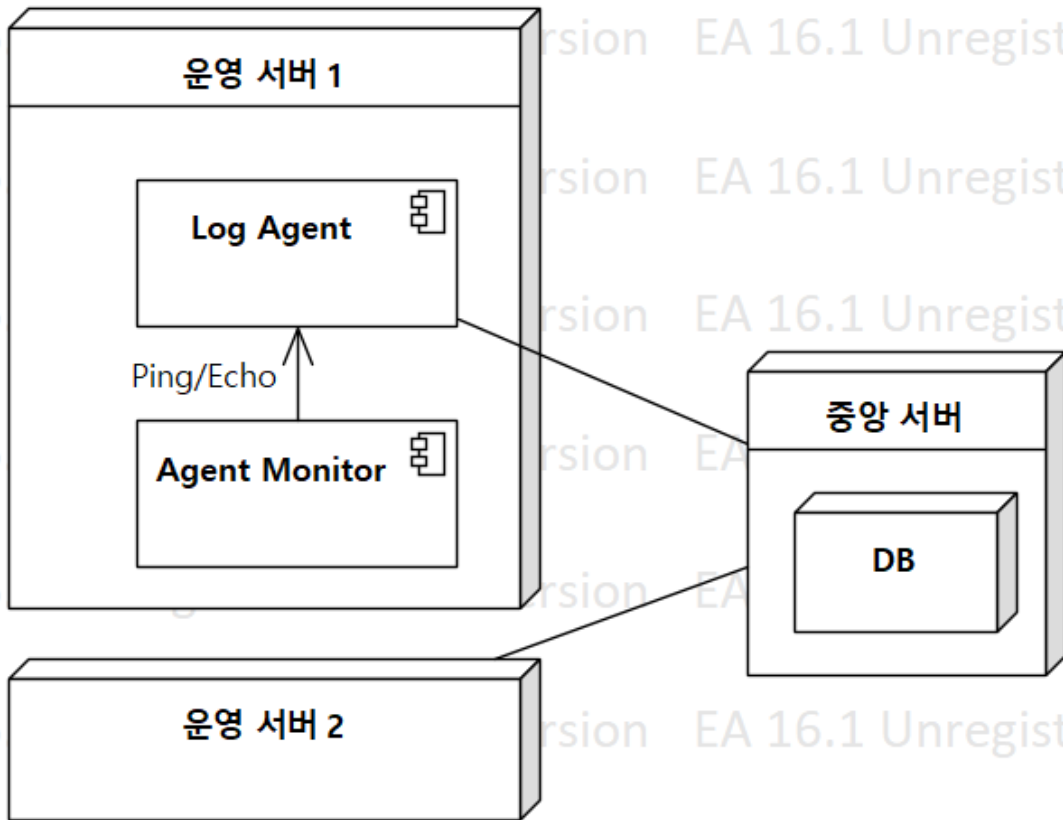 운영 서버 1
Log Agent
Ping/Echo
Agent Monitor
중앙 서버
DB
운영 서버 2
rsion EA 16.1 Unregist
rsion EA 16.1 Unregist
rsion EA 16.1 Unregist
rsion EA
rsion EA
rsion EA 16.1 Unregist